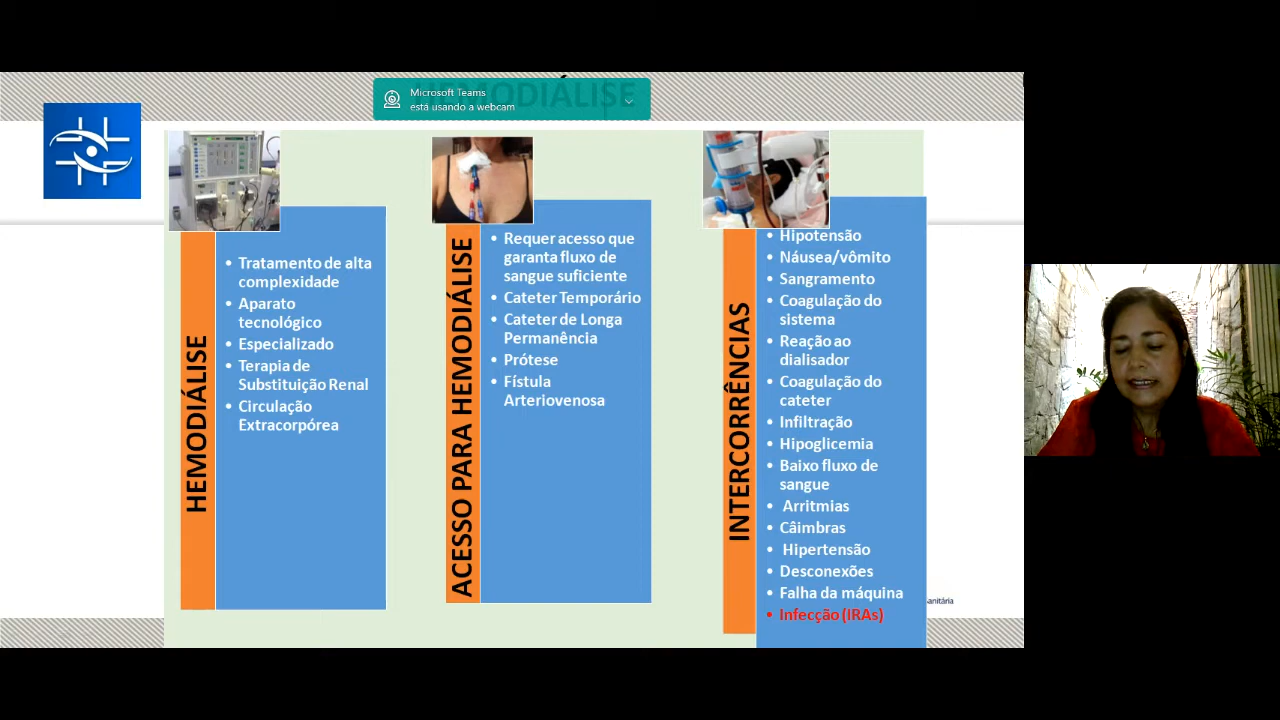 HEMODIÁLISE
Microsoft Teams
está usando a webcam
HEMODIÁLISE
• Tratamento de alta
complexidade
• Aparato
tecnológico
• Especializado
• Terapia de
Substituição Renal
• Circulação
Extracorpórea
ACESSO PARA HEMODIÁLISE
• Requer acesso que
garanta fluxo de
sangue suficiente
• Cateter Temporário
• Cateter de Longa
Permanência
• Prótese
• Fístula
Arteriovenosa
INTERCORRÊNCIAS
• Hipotensão
• Náusea/vômito
• Sangramento
• Coagulação do
sistema
• Reação ao
dialisador
• Coagulação do
cateter
• Infiltração
• Hipoglicemia
• Baixo fluxo de
sangue
• Arritmias
• Câimbras
• Hipertensão
• Desconexões
• Falha da máquina
• Infecção (IRAs)
anitária